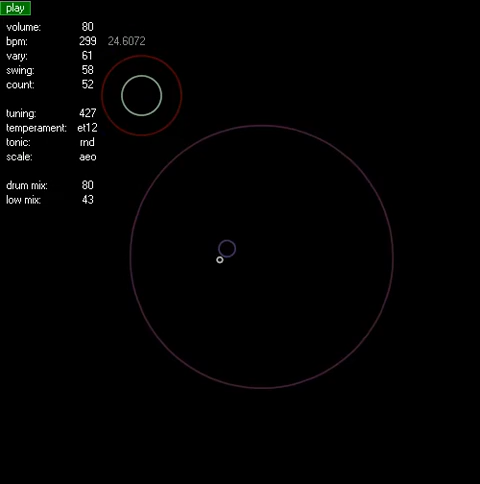 play
volume: 80
bpm: 299 24.6072
vary: 61
swing: 58
count: 52
tuning: 427
temperament: et12
tonic: rnd
scale: aeo
drum mix: 80
low mix: 43